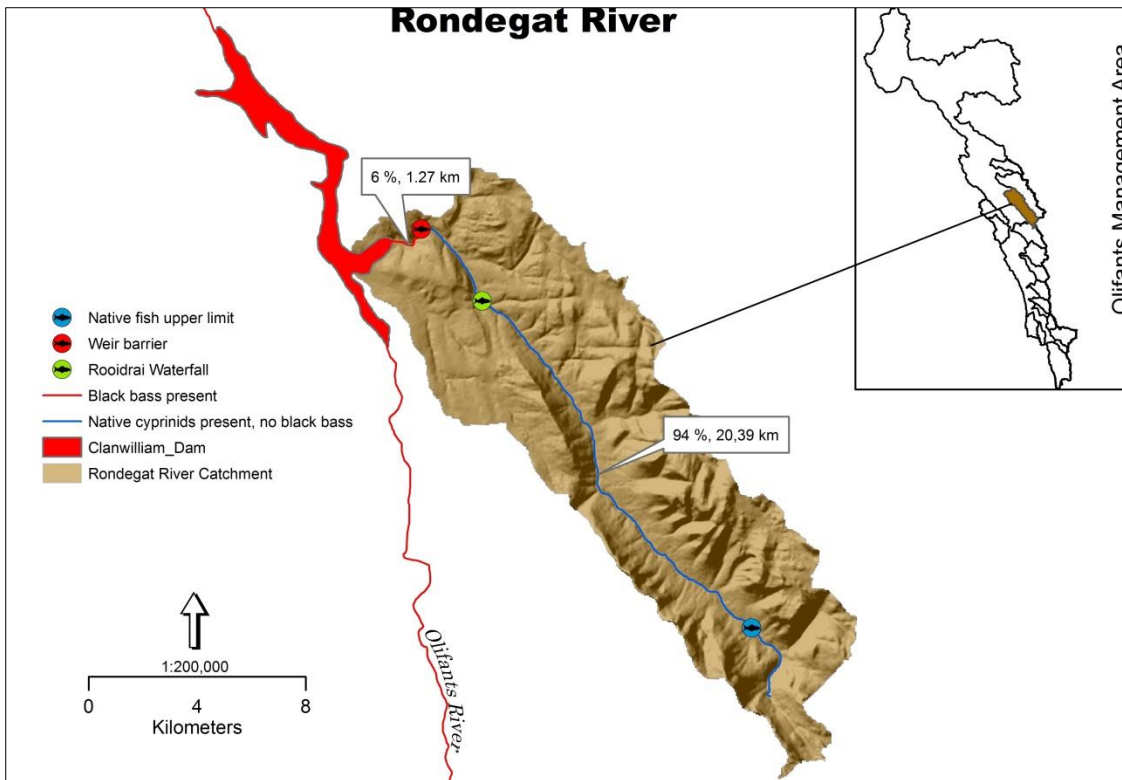 Rondegat River
Olifants Management Area
6 %, 1.27 km
Native fish upper limit
Weir barrier
Rooidrai Waterfall
Black bass present
Native cyprinids present, no black bass
Clanwilliam_Dam
Rondegat River Catchment
94 %, 20,39 km
1:200,000
0 4 8
Kilometers
Olifants River